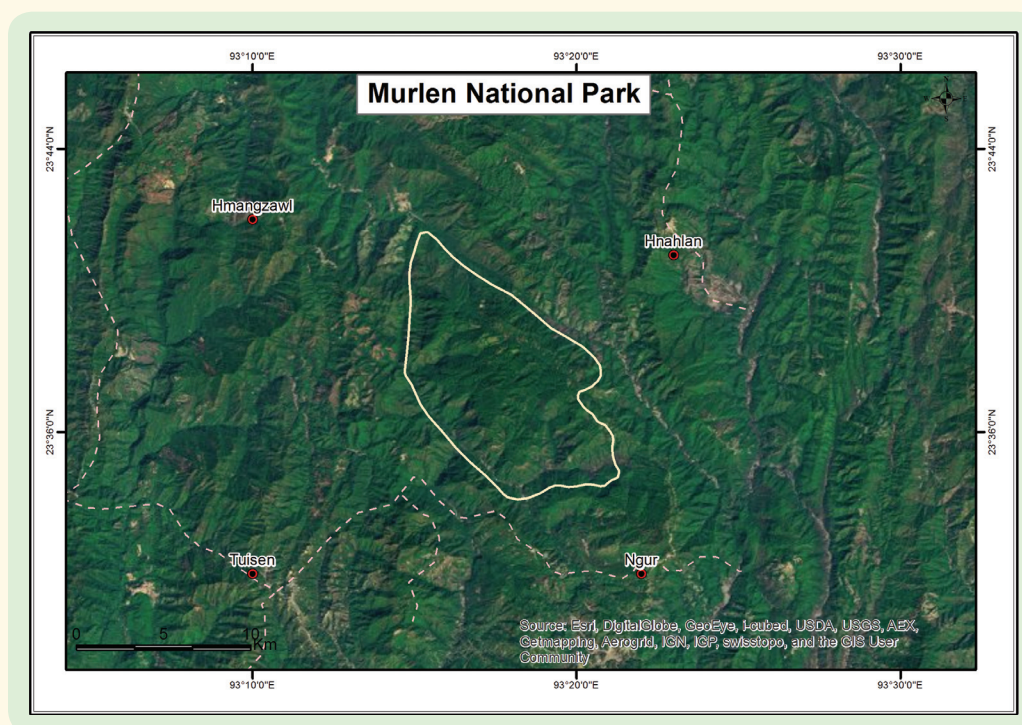 93°10'0"E 93°20'0"E 93°30'0"E
Murlen National Park
23°44'0"N 23°44'0"N
Hmangzawl
Hnahlan
23°36'0"N 23°36'0"N
Tuisen Ngur
0 5 10
Km
Source: Esri, DigitalGlobe, GeoEye, i-cubed, USDA, USGS, AEX,
Getmapping, Aerogrid, IGN, IGP, swisstopo, and the GIS User
Community
93°10'0"E 93°20'0"E 93°30'0"E